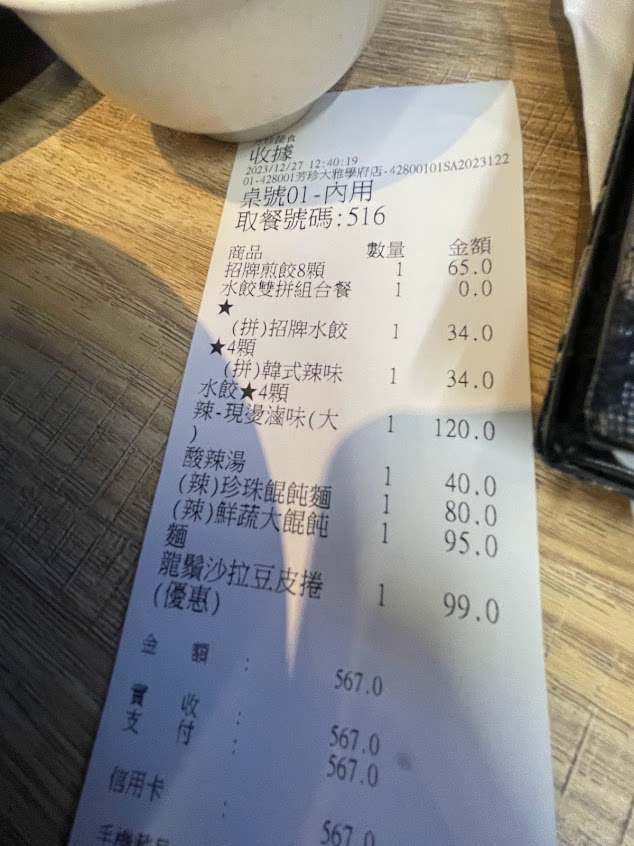 收據
2023/12/27 12:40:19
01-428001芳珍大雅學府店-42800101SA2023122
桌號01-內用
取餐號碼:516
商品 數量 金額
招牌煎餃8顆 1 65.0
水餃雙拼組合餐 1 0.0
★
(拼)招牌水餃 1 34.0
★4顆
(拼)韓式辣味 1 34.0
水餃★4顆
辣-現燙滷味(大 1 120.0
)
酸辣湯 1 40.0
(辣)珍珠餛飩麵 1 80.0
(辣)鮮蔬大餛飩 1 95.0
麵
龍鬚沙拉豆皮捲 1 99.0
(優惠)
金 額 : 567.0
實 收 : 567.0
支 付 : 567.0
信用卡 : 567.0